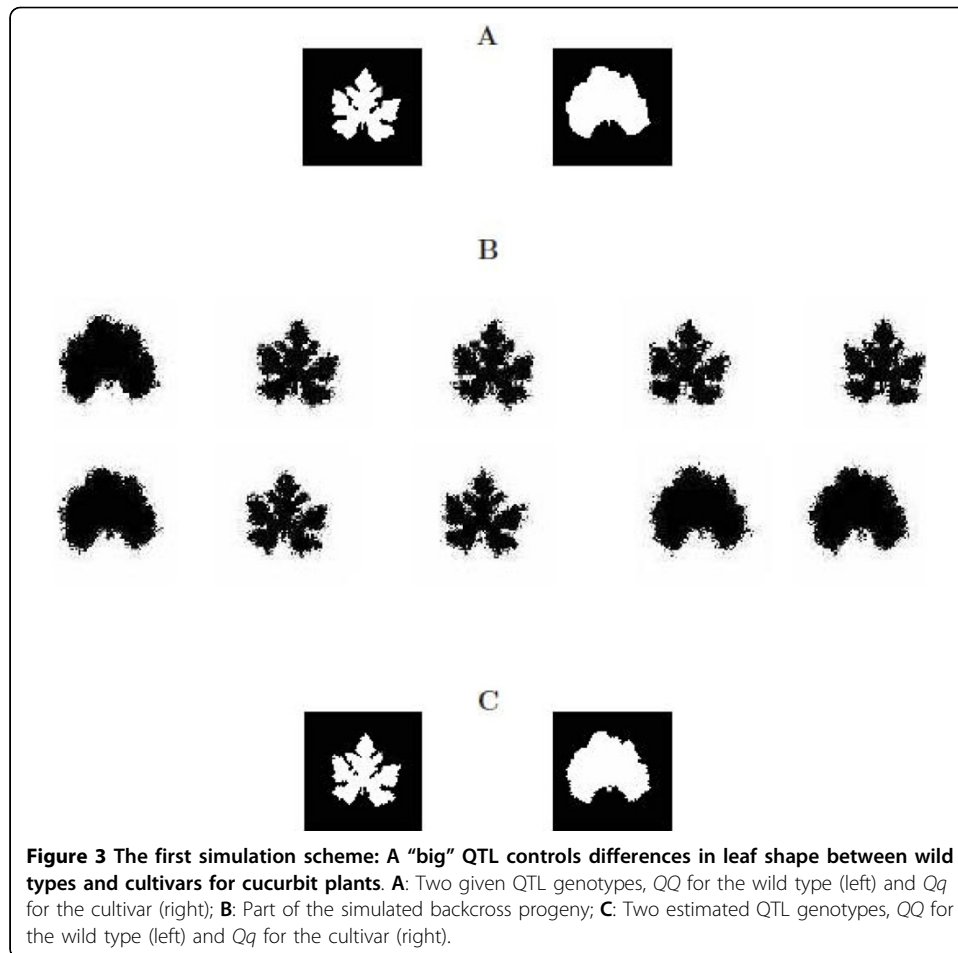 A
B
C
Figure 3 The first simulation scheme: A “big” QTL controls differences in leaf shape between wild
types and cultivars for cucurbit plants. A: Two given QTL genotypes, QQ for the wild type (left) and Qq
for the cultivar (right); B: Part of the simulated backcross progeny; C: Two estimated QTL genotypes, QQ for
the wild type (left) and Qq for the cultivar (right).